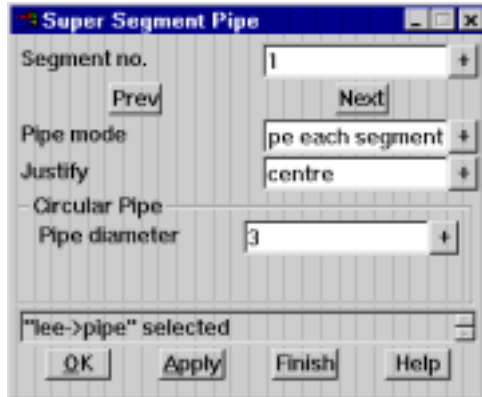 Super Segment Pipe
Segment no. 1
Prev Next
Pipe mode pe each segment
Justify centre
Circular Pipe
Pipe diameter 3
"lee->pipe" selected
OK Apply Finish Help